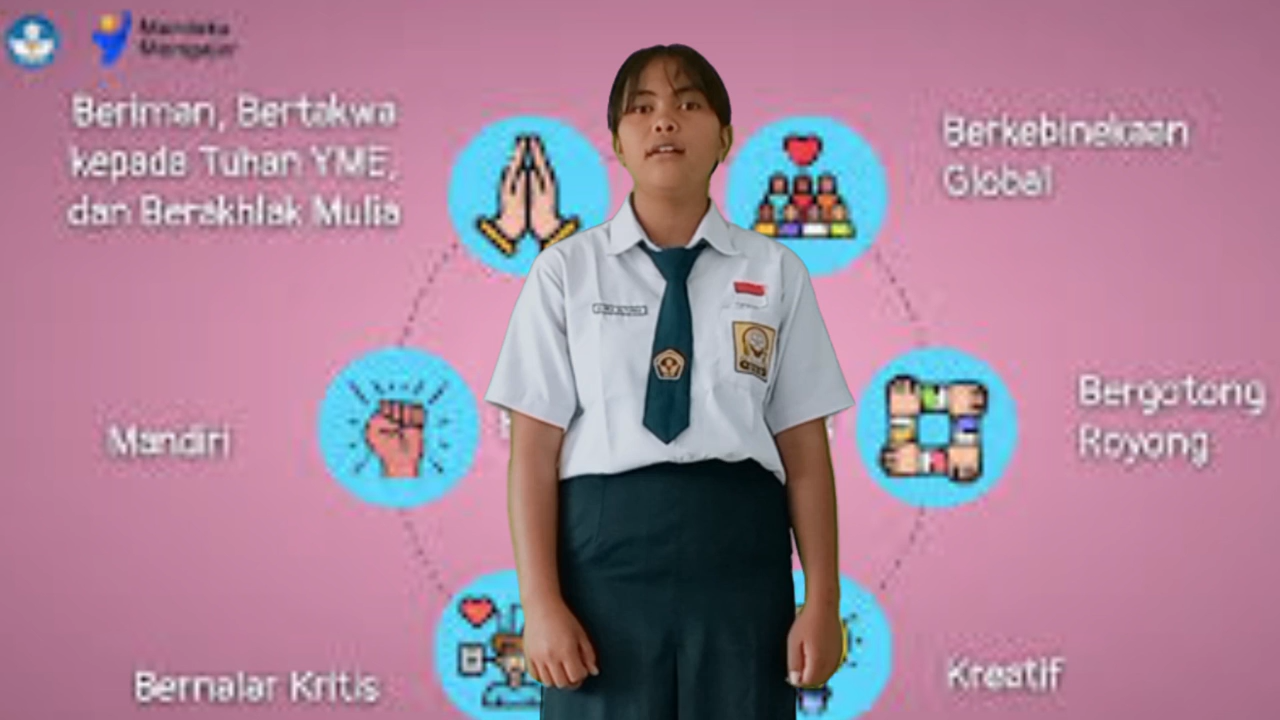 Merdeka
Mengajar
Beriman, Bertakwa
kepada Tuhan YME,
dan Berakhlak Mulia
Berkebinekaan
Global
Mandiri
Bergotong
Royong
Bernalar Kritis
Kreatif